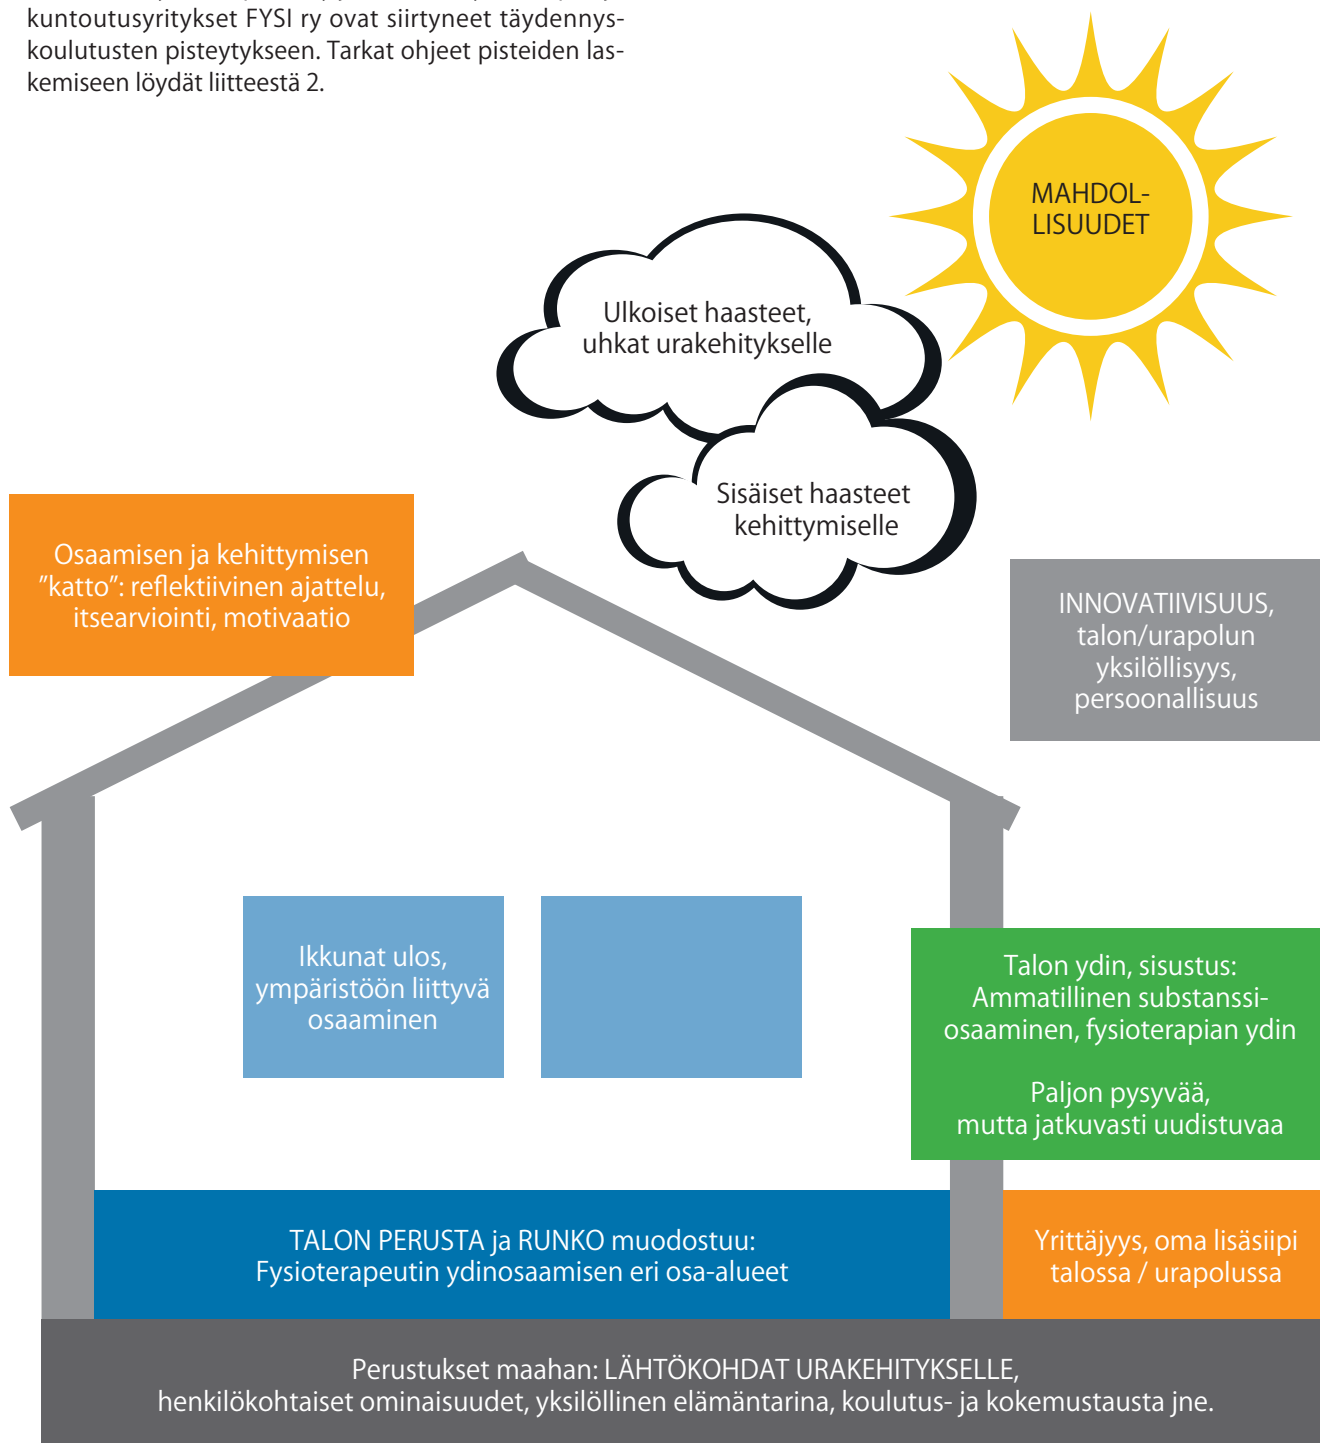 kuntoutusyritykset FYSI ry ovat siirtyneet täydennys-
koulutusten pisteytykseen. Tarkat ohjeet pisteiden las-
kemiseen löydät liitteestä 2.
MAHDOL-
LISUUDET
Ulkoiset haasteet,
uhkat urakehitykselle
Sisäiset haasteet
kehittymiselle
Osaamisen ja kehittymisen
”katto”: reflektiivinen ajattelu,
itsearviointi, motivaatio
INNOVATIIVISUUS,
talon/urapolun
yksilöllisyys,
persoonallisuus
Ikkunat ulos,
ympäristöön liittyvä
osaaminen
Talon ydin, sisustus:
Ammatillinen substanssi-
osaaminen, fysioterapian ydin
Paljon pysyvää,
mutta jatkuvasti uudistuvaa
TALON PERUSTA ja RUNKO muodostuu:
Fysioterapeutin ydinosaamisen eri osa-alueet
Yrittäjyys, oma lisäsiipi
talossa / urapolussa
Perustukset maahan: LÄHTÖKOHDAT URAKEHITYKSELLE,
henkilökohtaiset ominaisuudet, yksilöllinen elämäntarina, koulutus- ja kokemustausta jne.